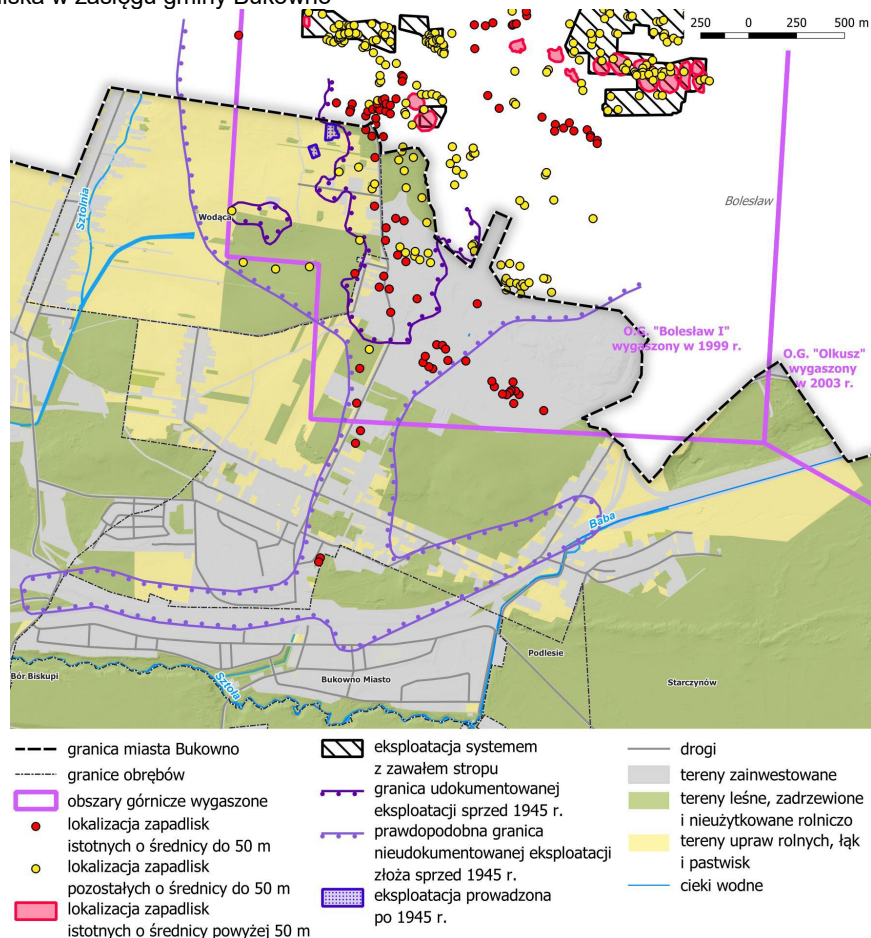 liska w zasięgu gminy Bukowno
250 0 250 500 m
Bolesław
Sztolnia
Wodąca
O.G. "Bolesław I"
wygaszony w 1999 r.
O.G. "Olkusz"
wygaszony
w 2003 r.
Baba
Podlesie
Bór Biskupi
Sztoła
Bukowno Miasto
Starczynów
granica miasta Bukowno
granice obrębów
obszary górnicze wygaszone
lokalizacja zapadlisk
istotnych o średnicy do 50 m
lokalizacja zapadlisk
pozostałych o średnicy do 50 m
lokalizacja zapadlisk
istotnych o średnicy powyżej 50 m
eksploatacja systemem
z zawałem stropu
granica udokumentowanej
eksploatacji sprzed 1945 r.
prawdopodobna granica
nieudokumentowanej eksploatacji
złoża sprzed 1945 r.
eksploatacja prowadzona
po 1945 r.
drogi
tereny zainwestowane
tereny leśne, zadrzewione
i nieużytkowane rolniczo
tereny upraw rolnych, łąk
i pastwisk
cieki wodne